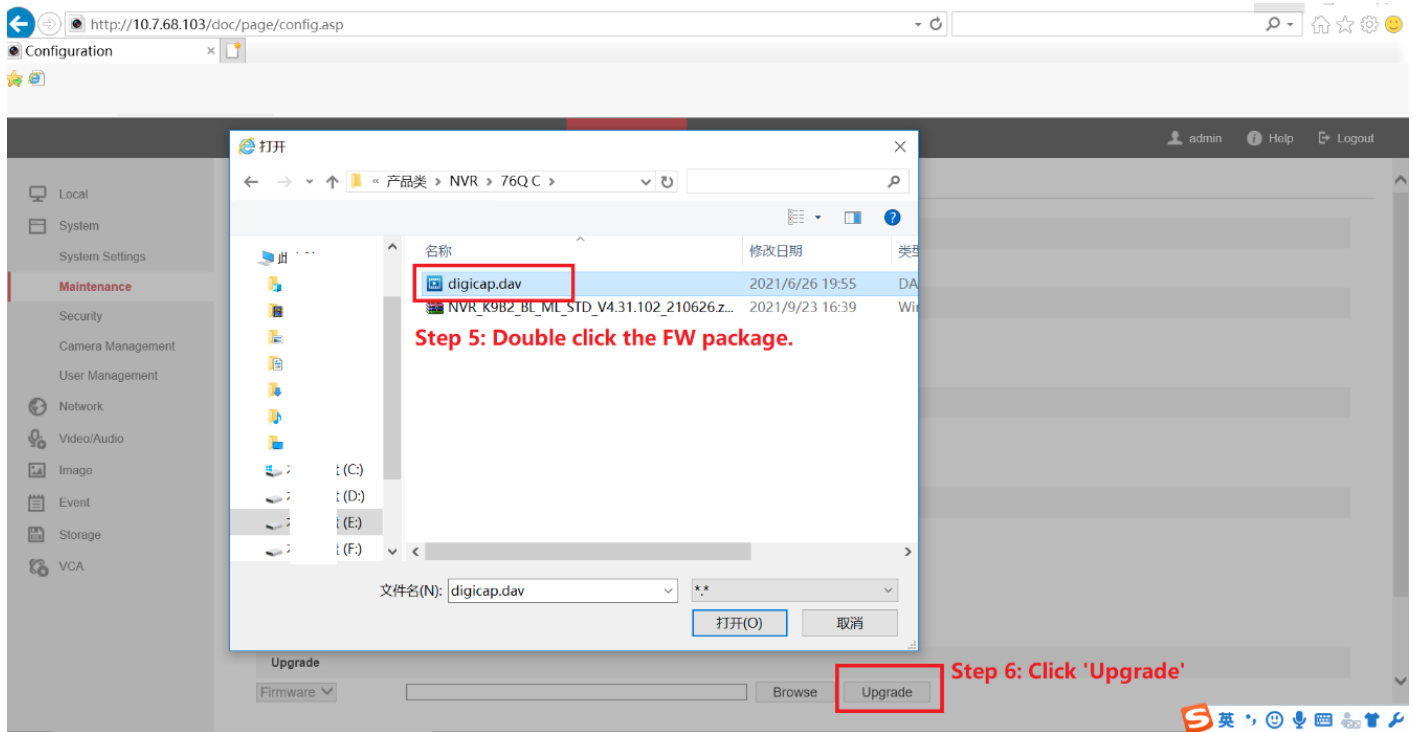 http://10.7.68.103/doc/page/config.asp
Configuration
admin
Help
Logout
Local
System
System Settings
Maintenance
Security
Camera Management
User Management
Network
Video/Audio
Image
Event
Storage
VCA
打开
« 产品类 › NVR › 76Q C ›
名称
修改日期
(C:)
(D:)
(E:)
(F:)
digicap.dav
2021/6/26 19:55
DA
NVR_K9B2_BL_ML_STD_V4.31.102_210626.z...
2021/9/23 16:39
Wi
Step 5: Double click the FW package.
文件名(N):
digicap.dav
*.*
打开(O)
取消
Upgrade
Firmware
Browse
Upgrade
Step 6: Click 'Upgrade'
英